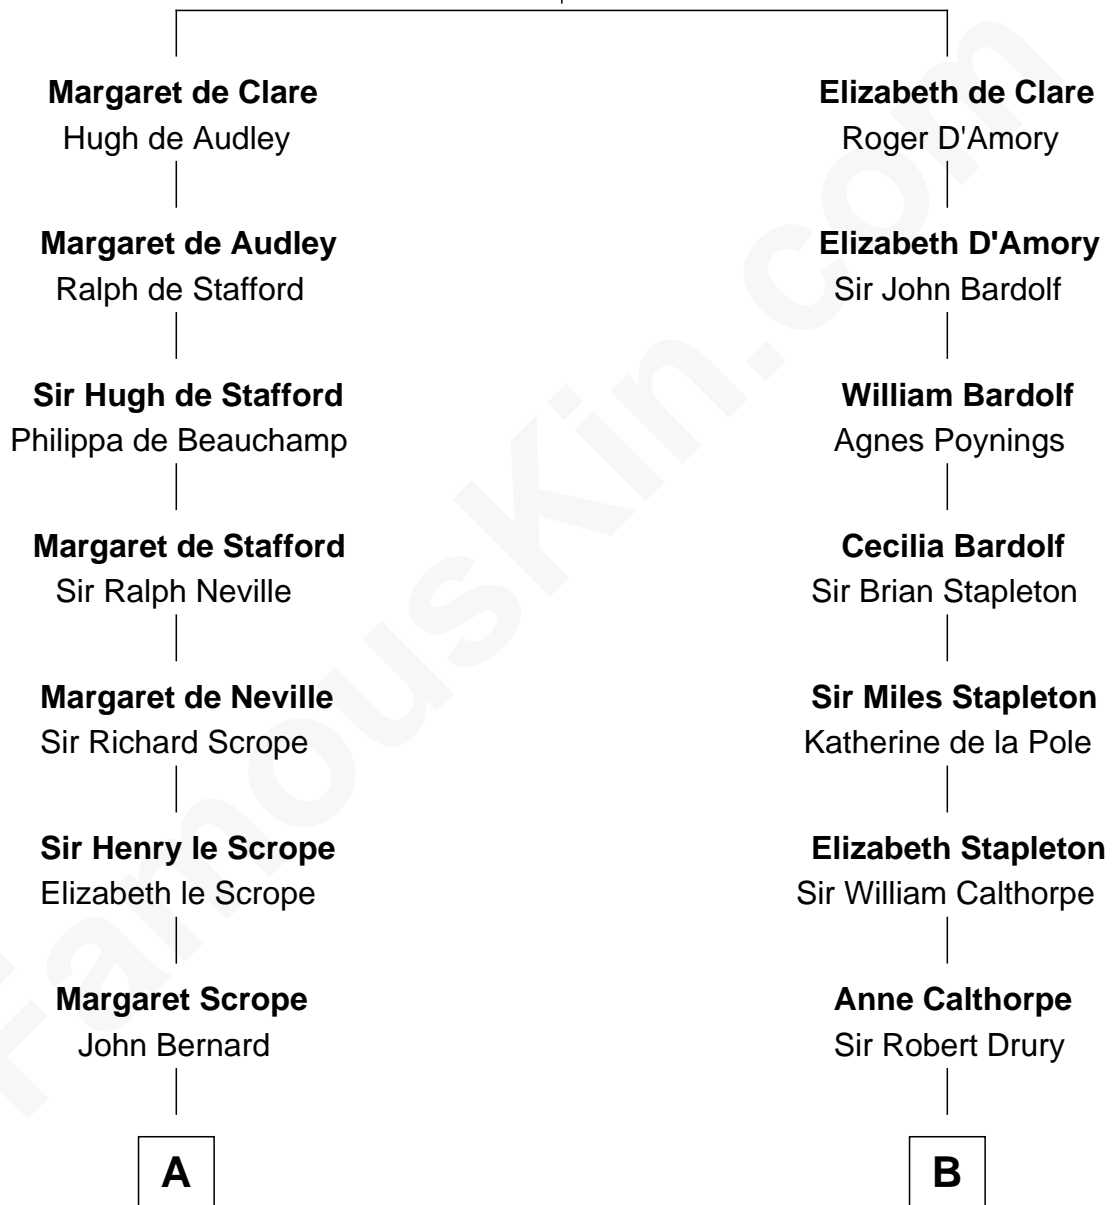 Margaret de Clare
Hugh de Audley
Margaret de Audley
Ralph de Stafford
Sir Hugh de Stafford
Philippa de Beauchamp
Margaret de Stafford
Sir Ralph Neville
Margaret de Neville
Sir Richard Scrope
Sir Henry le Scrope
Elizabeth le Scrope
Margaret Scrope
John Bernard
A
Elizabeth de Clare
Roger D'Amory
Elizabeth D'Amory
Sir John Bardolf
William Bardolf
Agnes Poynings
Cecilia Bardolf
Sir Brian Stapleton
Sir Miles Stapleton
Katherine de la Pole
Elizabeth Stapleton
Sir William Calthorpe
Anne Calthorpe
Sir Robert Drury
B
FamousKin.com